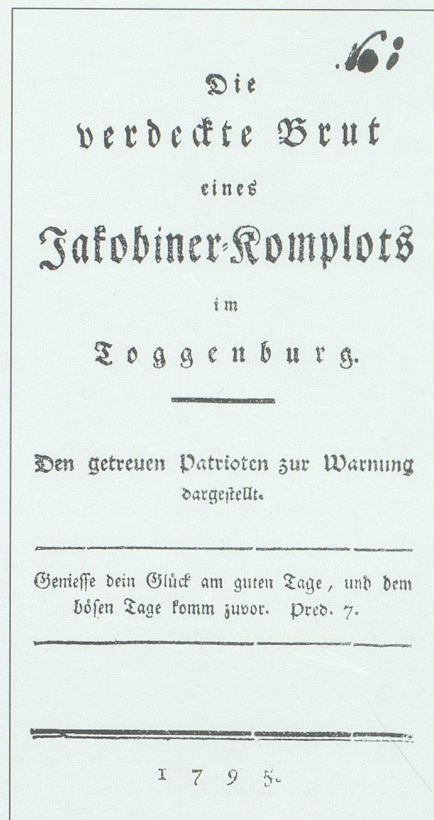 Die
verdeckte Brut
eines
Jakobiner-Komplots
im
Toggenburg.
Den getreuen Patrioten zur Warnung
dargestellt.
Geniesse dein Glück am guten Tage, und dem
bösen Tage komm zuvor. Pred. 7.
1795.